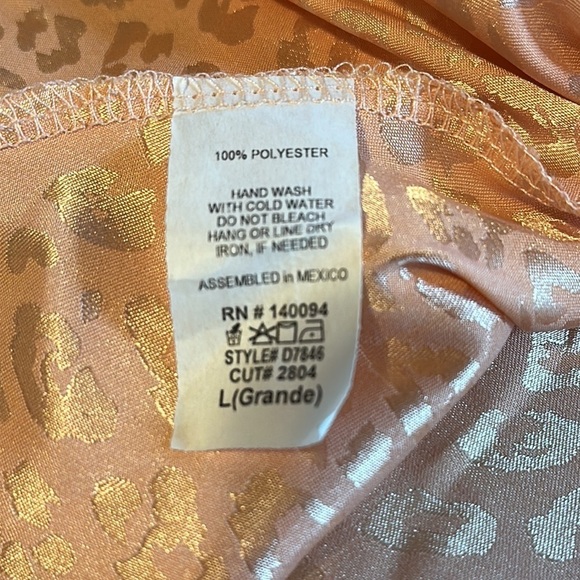 100% POLYESTER
HAND WASH
WITH COLD WATER
DO NOT BLEACH
HANG OR LINE DRY
IRON, IF NEEDED
ASSEMBLED in MEXICO
RN # 140094
STYLE# D7846
CUT# 2804
L(Grande)